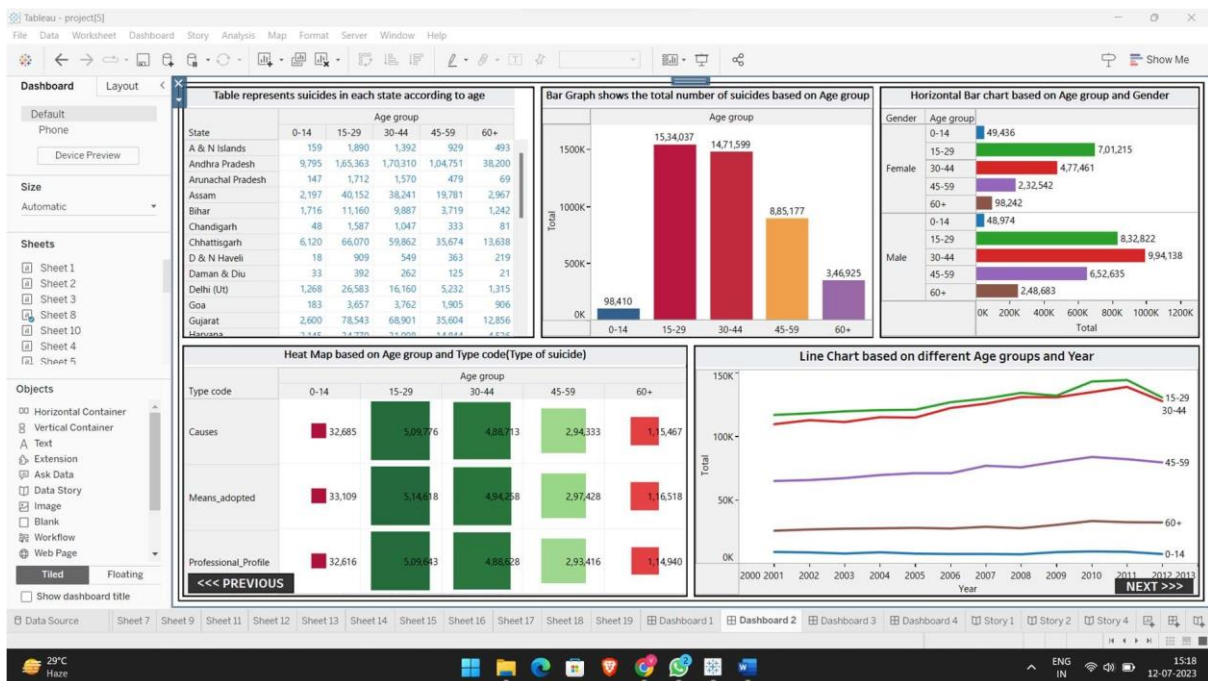 Tableau - project[5]
File Data Worksheet Dashboard Story Analysis Map Format Server Window Help
Show Me
Dashboard Layout
Default
Phone
Device Preview
Size
Automatic
Sheets
Sheet 1
Sheet 2
Sheet 3
Sheet 8
Sheet 10
Sheet 4
Sheet 5
Objects
Horizontal Container
Vertical Container
Text
Extension
Ask Data
Data Story
Image
Blank
Workflow
Web Page
Tiled Floating
Show dashboard title
Table represents suicides in each state according to age
Age group
State 0-14 15-29 30-44 45-59 60+
A & N Islands 159 1,890 1,392 929 493
Andhra Pradesh 9,795 1,65,363 1,70,310 1,04,751 38,200
Arunachal Pradesh 147 1,712 1,570 479 69
Assam 2,197 40,152 38,241 19,781 2,967
Bihar 1,716 11,160 9,887 3,719 1,242
Chandigarh 48 1,587 1,047 333 81
Chhattisgarh 6,120 66,070 59,862 35,674 13,638
D & N Haveli 18 909 549 363 219
Daman & Diu 33 392 262 125 21
Delhi (Ut) 1,268 26,583 16,160 5,232 1,315
Goa 183 3,657 3,762 1,905 906
Gujarat 2,600 78,543 68,901 35,604 12,856
Haryana
Bar Graph shows the total number of suicides based on Age group
Age group
15,34,037
14,71,599
1500K
1000K
8,85,177
Total
500K
3,46,925
98,410
0K
0-14 15-29 30-44 45-59 60+
Horizontal Bar chart based on Age group and Gender
Gender Age group
Female
0-14 49,436
15-29 7,01,215
30-44 4,77,461
45-59 2,32,542
60+ 98,242
Male
0-14 48,974
15-29 8,32,822
30-44 9,94,138
45-59 6,52,635
60+ 2,48,683
0K 200K 400K 600K 800K 1000K 1200K
Total
Heat Map based on Age group and Type code(Type of suicide)
Age group
Type code 0-14 15-29 30-44 45-59 60+
Causes 32,685 5,09,776 4,88,713 2,94,333 1,15,467
Means_adopted 33,109 5,14,618 4,94,258 2,97,428 1,16,518
Professional_Profile 32,616 5,09,643 4,88,628 2,93,416 1,14,940
<<< PREVIOUS
Line Chart based on different Age groups and Year
150K
100K
50K
0K
Total
15-29
30-44
45-59
60+
0-14
2000 2001 2002 2003 2004 2005 2006 2007 2008 2009 2010 2011 2012 2013
Year
NEXT >>>
Data Source Sheet 7 Sheet 9 Sheet 11 Sheet 12 Sheet 13 Sheet 14 Sheet 15 Sheet 16 Sheet 17 Sheet 18 Sheet 19 Dashboard 1 Dashboard 2 Dashboard 3 Dashboard 4 Story 1 Story 2 Story 4
29°C
Haze
ENG
IN
15:18
12-07-2023